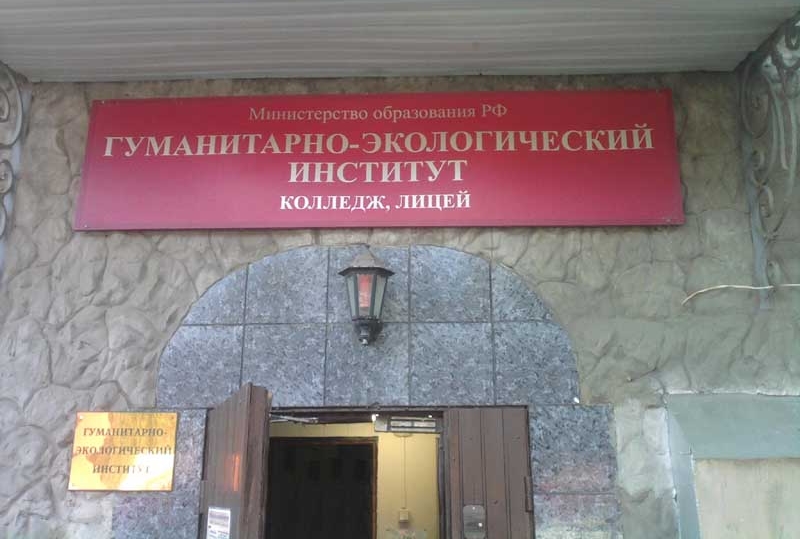 Министерство образования РФ
ГУМАНИТАРНО-ЭКОЛОГИЧЕСКИЙ
ИНСТИТУТ
КОЛЛЕДЖ, ЛИЦЕЙ
ГУМАНИТАРНО-
ЭКОЛОГИЧЕСКИЙ
ИНСТИТУТ